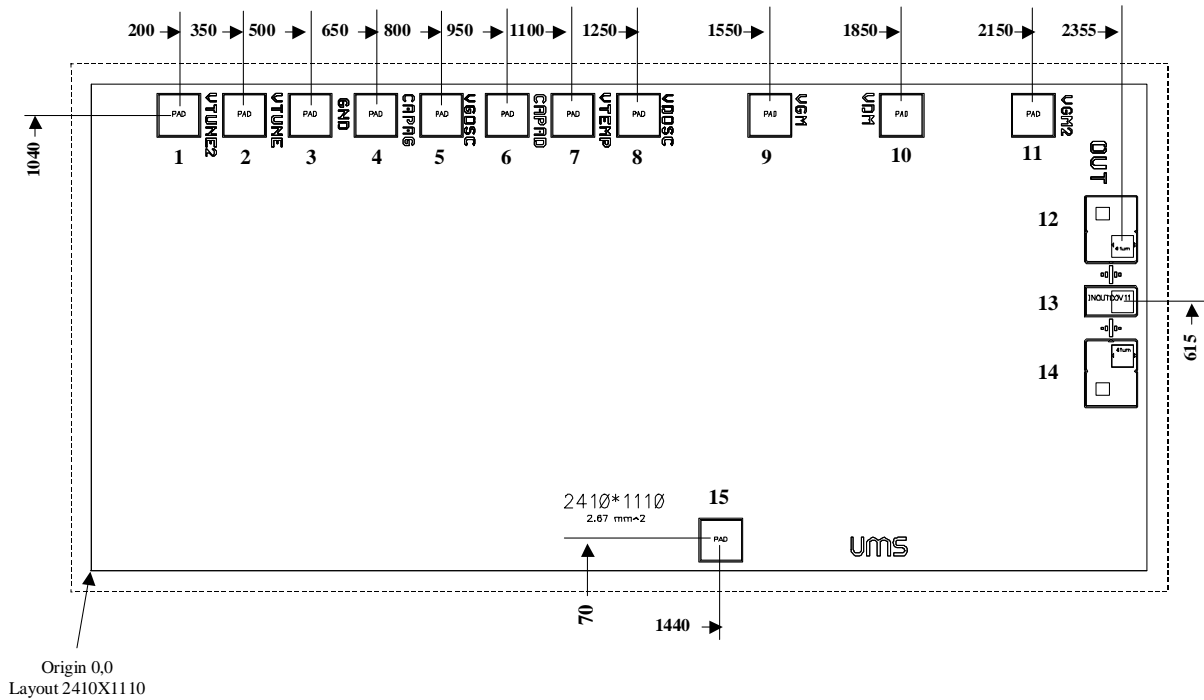 200 350 500 650 800 950 1100 1250 1550 1850 2150 2355
1040
PAD PAD PAD PAD PAD PAD PAD PAD PAD PAD PAD
VTUNE2 VTUNE GND CAPAG VGOSC CAPAD VTEMP VDOSC VGM VDM VGM2
1 2 3 4 5 6 7 8 9 10 11
OUT
12
41um
13
INOUTCOV11
615
14
41um
2410*1110
2.67 mm^2
15
PAD
UMS
70
1440
Origin 0,0
Layout 2410X1110